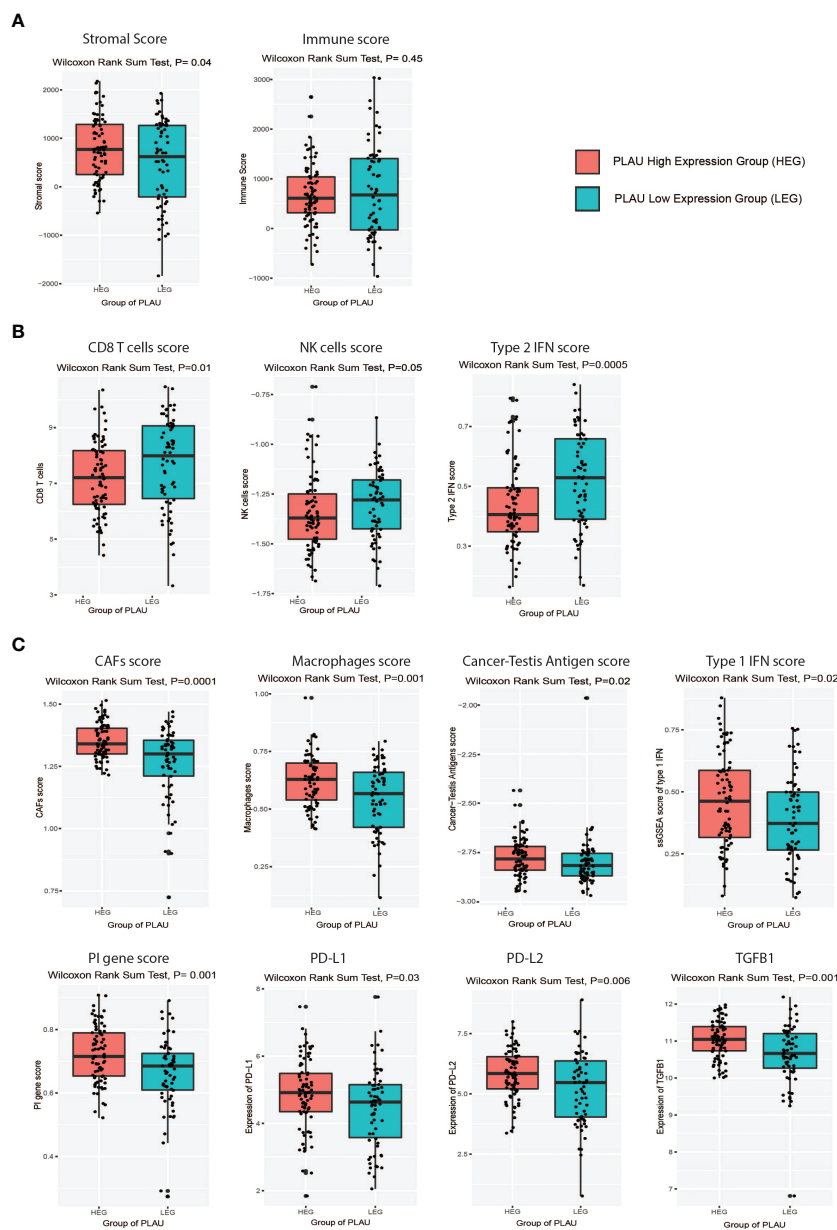 A
Stromal Score
Immune score
Wilcoxon Rank Sum Test, P= 0.04
Wilcoxon Rank Sum Test, P= 0.45
2000
1000
0
−1000
−2000
Stromal score
HEG
LEG
Group of PLAU
3000
2000
1000
0
−1000
Immune Score
HEG
LEG
Group of PLAU
PLAU High Expression Group (HEG)
PLAU Low Expression Group (LEG)
B
CD8 T cells score
NK cells score
Type 2 IFN score
Wilcoxon Rank Sum Test, P=0.01
Wilcoxon Rank Sum Test, P=0.05
Wilcoxon Rank Sum Test, P=0.0005
9
7
5
3
CD8 T cells
HEG
LEG
Group of PLAU
−0.75
−1.00
−1.25
−1.50
−1.75
NK cells score
HEG
LEG
Group of PLAU
0.7
0.5
0.3
Type 2 IFN score
HEG
LEG
Group of PLAU
C
CAFs score
Macrophages score
Cancer-Testis Antigen score
Type 1 IFN score
Wilcoxon Rank Sum Test, P=0.0001
Wilcoxon Rank Sum Test, P=0.001
Wilcoxon Rank Sum Test, P=0.02
Wilcoxon Rank Sum Test, P=0.02
1.50
1.25
1.00
0.75
CAFs score
HEG
LEG
Group of PLAU
1.00
0.75
0.50
0.25
Macrophages score
HEG
LEG
Group of PLAU
−2.00
−2.25
−2.50
−2.75
−3.00
Cancer−Testis Antigens score
HEG
LEG
Group of PLAU
0.75
0.50
0.25
ssGSEA socre of type 1 IFN
HEG
LEG
Group of PLAU
PI gene score
PD-L1
PD-L2
TGFB1
Wilcoxon Rank Sum Test, P= 0.001
Wilcoxon Rank Sum Test, P=0.03
Wilcoxon Rank Sum Test, P=0.006
Wilcoxon Rank Sum Test, P=0.001
0.8
0.6
0.4
PI gene score
HEG
LEG
Group of PLAU
8
6
4
2
Expression of PD−L1
HEG
LEG
Group of PLAU
7.5
5.0
2.5
Expression of PD−L2
HEG
LEG
Group of PLAU
12
11
10
9
8
7
Expression of TGFB1
HEG
LEG
Group of PLAU